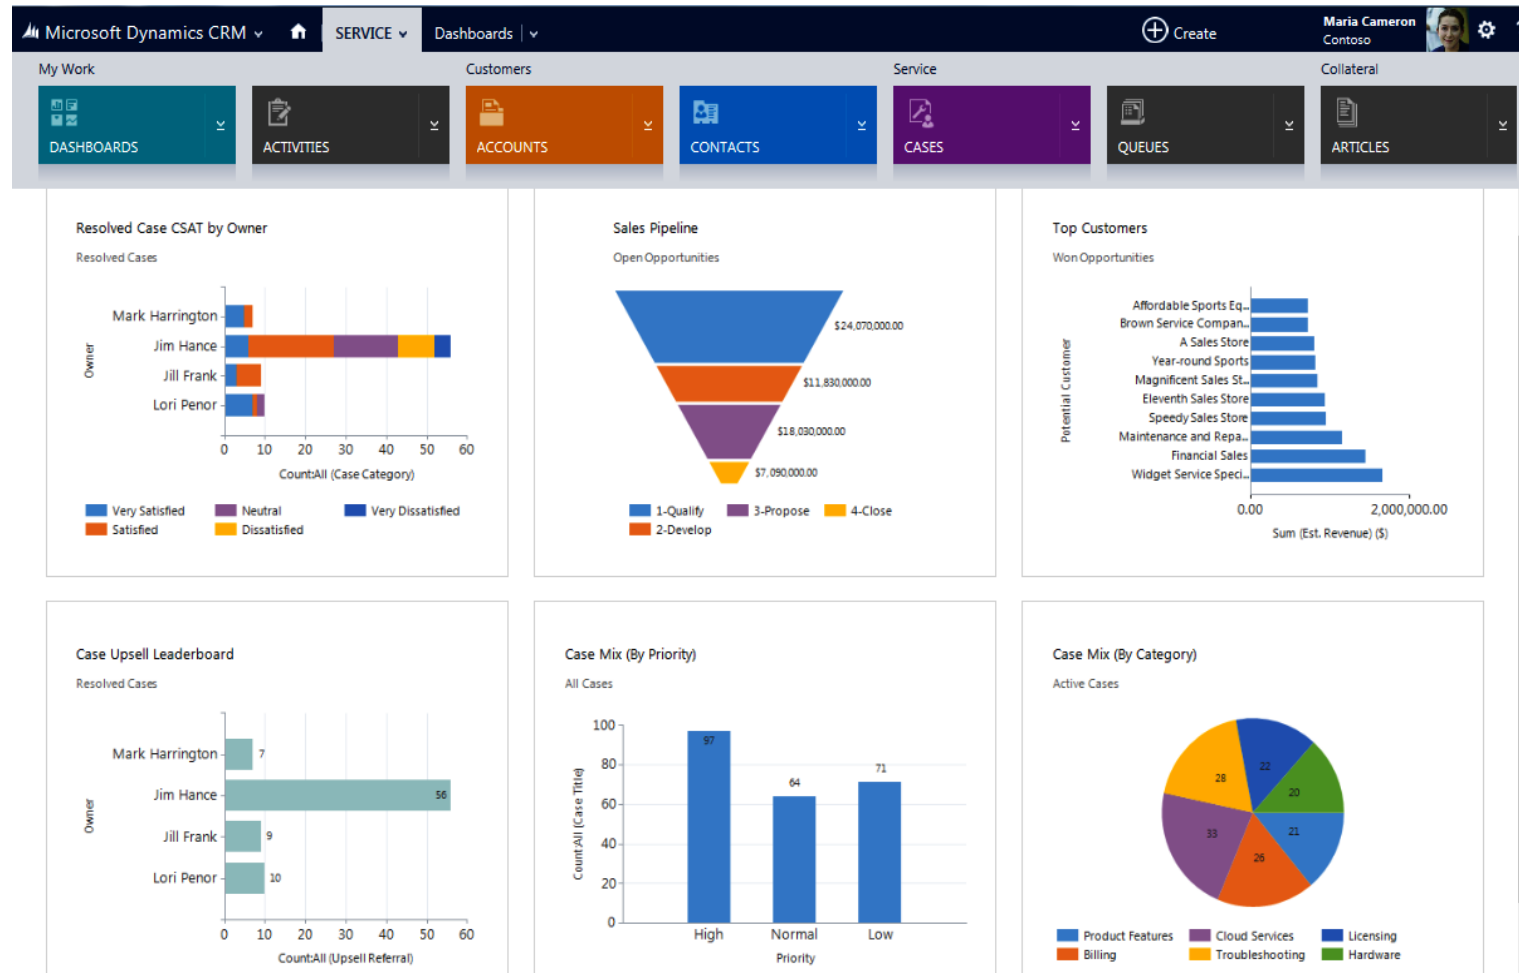 Microsoft Dynamics CRM
SERVICE
Dashboards
Create
Maria Cameron
Contoso
My Work
Customers
Service
Collateral
DASHBOARDS
ACTIVITIES
ACCOUNTS
CONTACTS
CASES
QUEUES
ARTICLES
Resolved Case CSAT by Owner
Resolved Cases
Owner
Mark Harrington
Jim Hance
Jill Frank
Lori Penor
0 10 20 30 40 50 60
Count:All (Case Category)
Very Satisfied
Neutral
Very Dissatisfied
Satisfied
Dissatisfied
Sales Pipeline
Open Opportunities
$24,070,000.00
$11,830,000.00
$18,030,000.00
$7,090,000.00
1-Qualify
3-Propose
4-Close
2-Develop
Top Customers
Won Opportunities
Potential Customer
Affordable Sports Eq...
Brown Service Compan...
A Sales Store
Year-round Sports
Magnificent Sales St...
Eleventh Sales Store
Speedy Sales Store
Maintenance and Repa...
Financial Sales
Widget Service Speci...
0.00 2,000,000.00
Sum (Est. Revenue) ($)
Case Upsell Leaderboard
Resolved Cases
Owner
Mark Harrington 7
Jim Hance 56
Jill Frank 9
Lori Penor 10
0 10 20 30 40 50 60
Count:All (Upsell Referral)
Case Mix (By Priority)
All Cases
Count:All (Case Title)
100
80
60
40
20
0
97
64
71
High Normal Low
Priority
Case Mix (By Category)
Active Cases
22
28
20
33
21
26
Product Features
Cloud Services
Licensing
Billing
Troubleshooting
Hardware